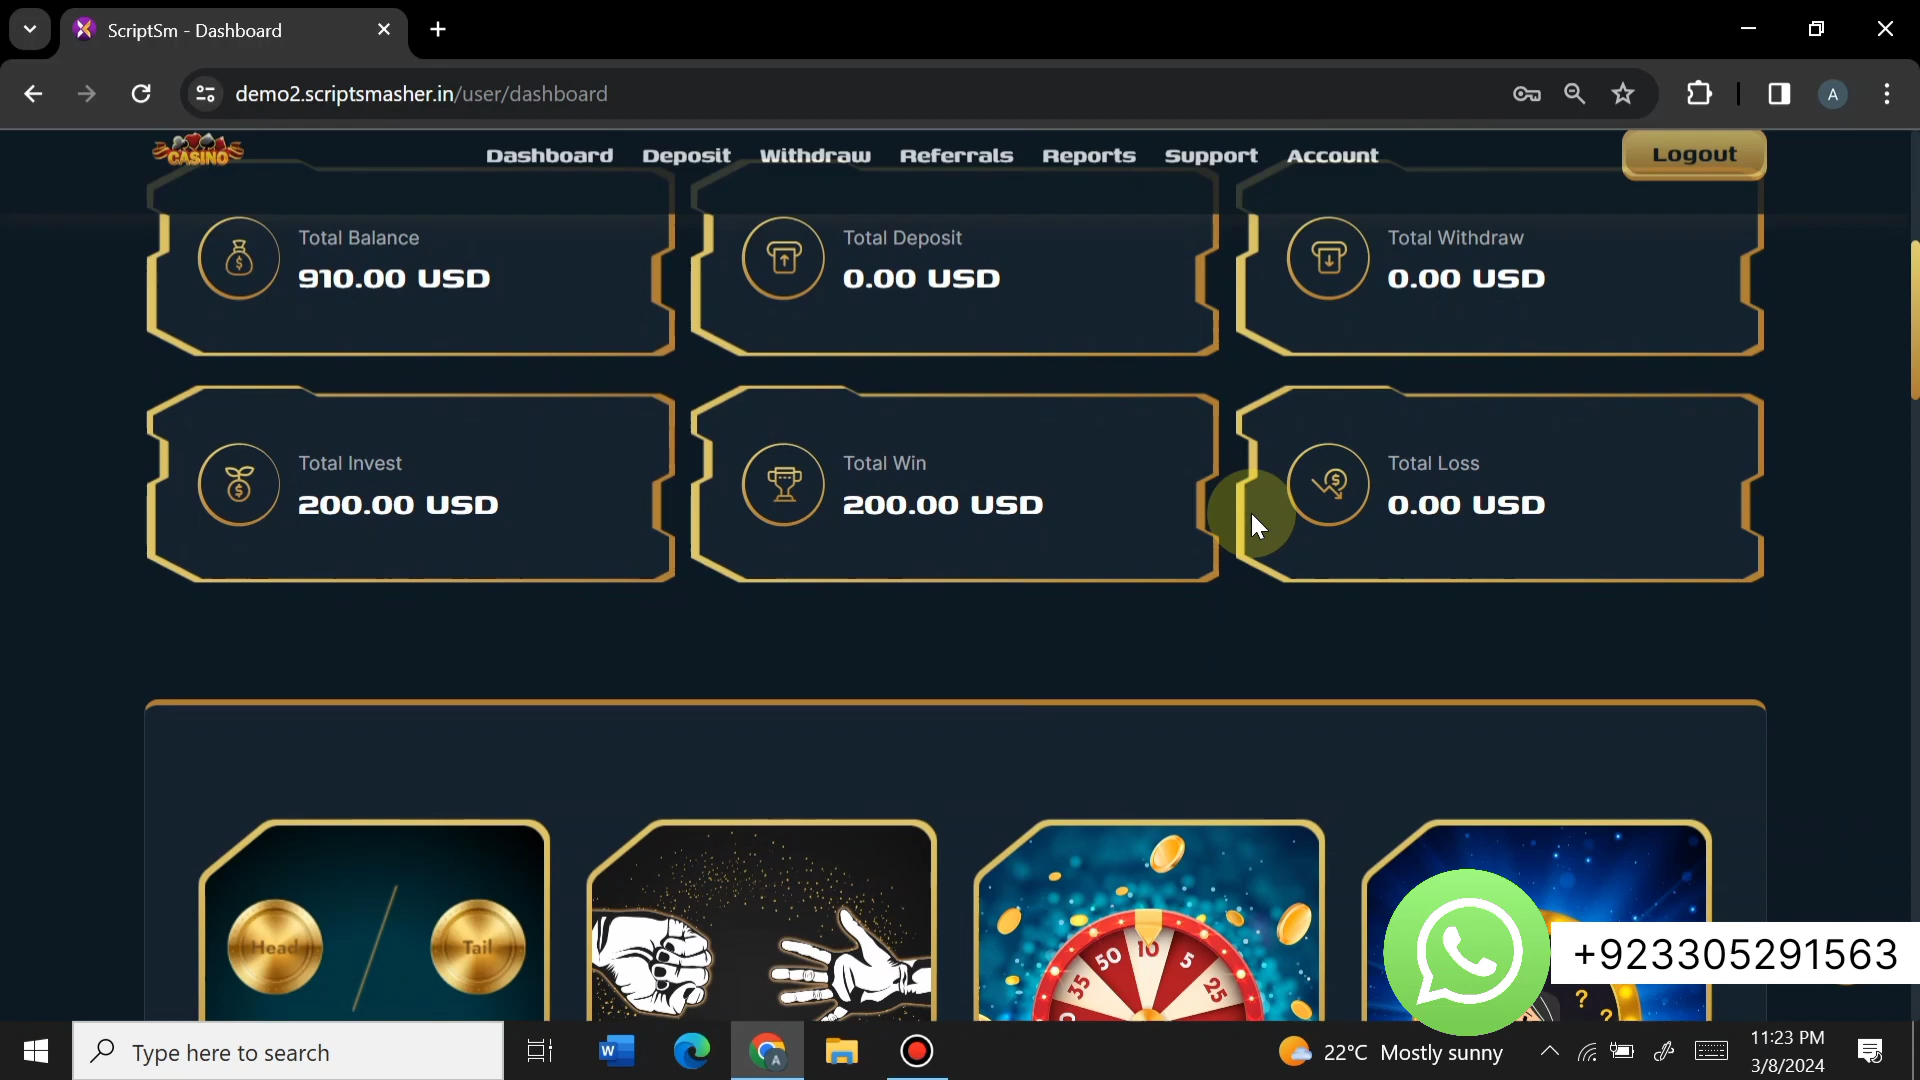 ScriptSm - Dashboard
demo2.scriptsmasher.in/user/dashboard
A
CASINO
Dashboard Deposit Withdraw Referrals Reports Support Account
Logout
Total Balance
910.00 USD
Total Deposit
0.00 USD
Total Withdraw
0.00 USD
Total Invest
200.00 USD
Total Win
200.00 USD
Total Loss
0.00 USD
Head
Tail
35 50 10 5 25
? ?
+923305291563
Type here to search
W
A
22°C Mostly sunny
11:23 PM
3/8/2024